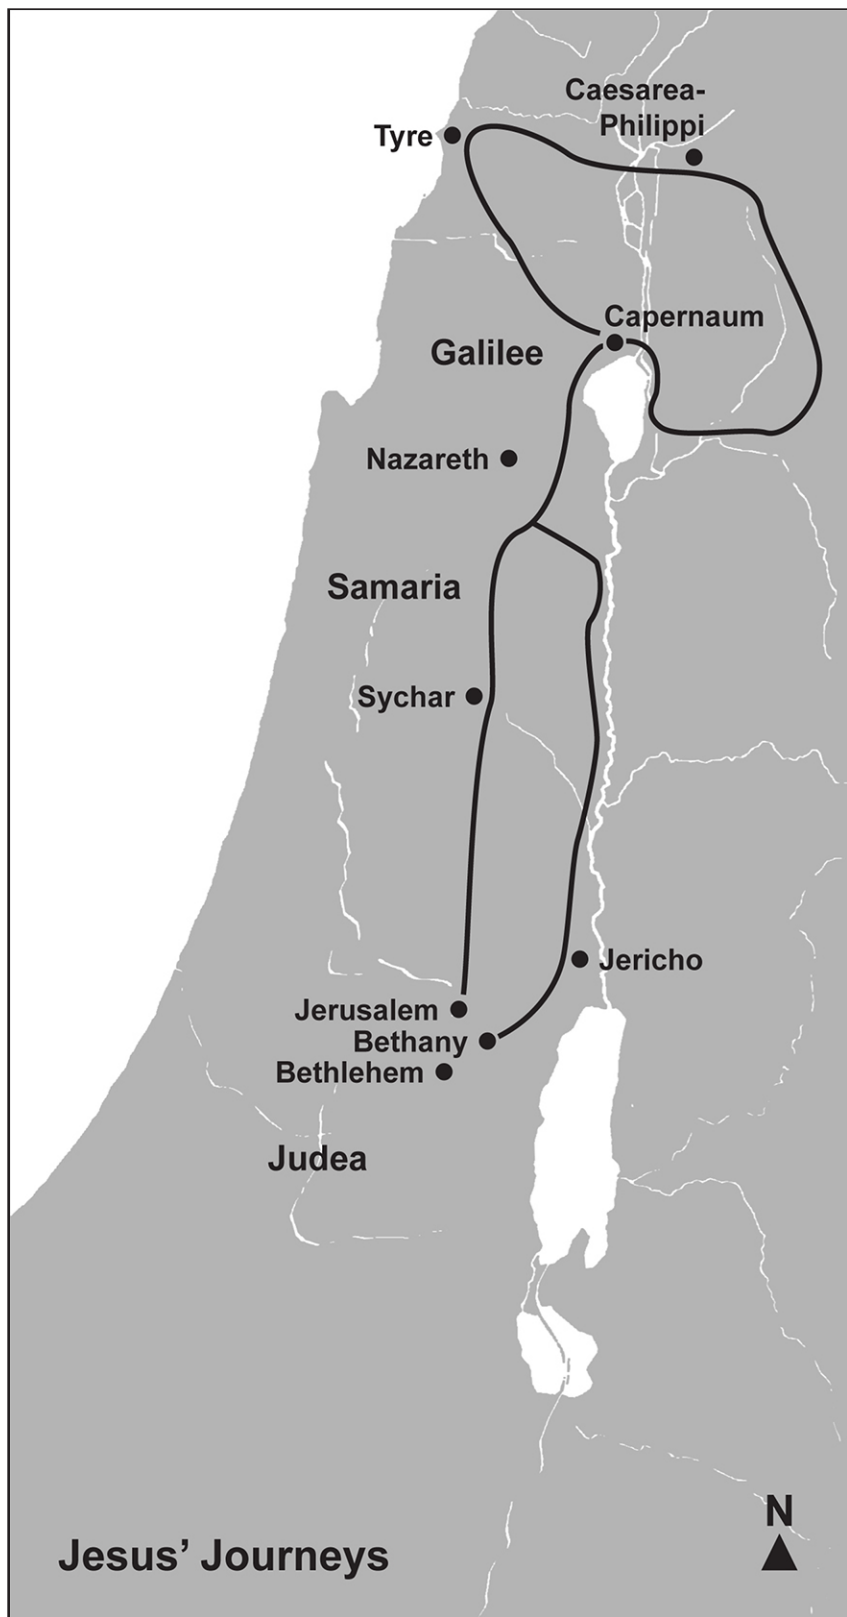 Caesarea-
Philippi
Tyre
Capernaum
Galilee
Nazareth
Samaria
Sychar
Jericho
Jerusalem
Bethany
Bethlehem
Judea
N
Jesus’ Journeys